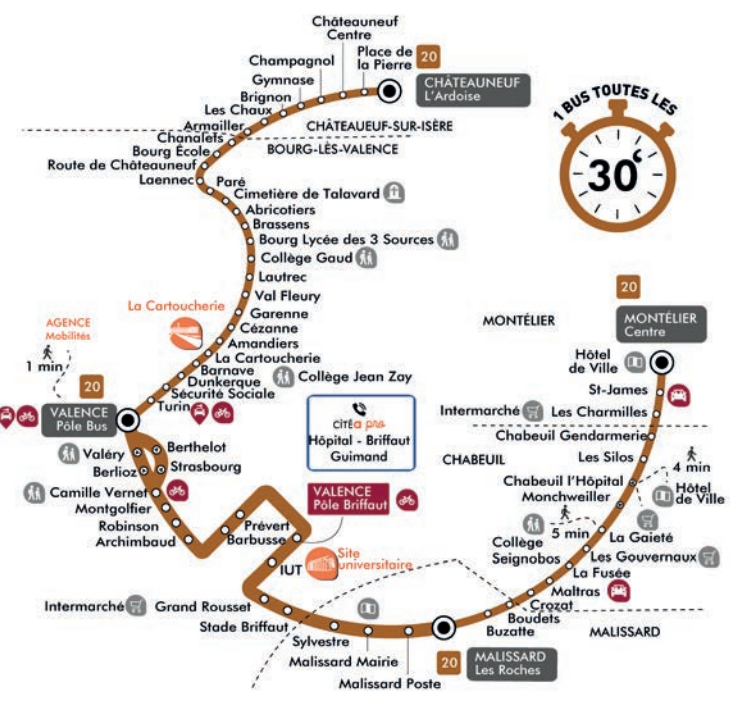 Châteauneuf
Centre
Place de
la Pierre
20
CHÂTEAUNEUF
L'Ardoise
Champagnol
Gymnase
Brignon
Les Chaux
Armailler
CHÂTEAUEUF-SUR-ISÈRE
Chanalets
BOURG-LÈS-VALENCE
Bourg École
Route de Châteauneuf
Laennec
Paré
Cimetière de Talavard
Abricotiers
Brassens
Bourg Lycée des 3 Sources
Collège Gaud
Lautrec
Val Fleury
Garenne
Cézanne
Amandiers
La Cartoucherie
La Cartoucherie
Barnave
Dunkerque
Collège Jean Zay
Sécurité Sociale
Turin
AGENCE
Mobilités
1 min
20
VALENCE
Pôle Bus
1 BUS TOUTES LES
30'
Valéry
Berthelot
Berlioz
Strasbourg
Camille Vernet
Montgolfier
Robinson
Archimbaud
citéa pro
Hôpital - Briffaut
Guimand
VALENCE
Pôle Briffaut
Prévert
Barbusse
IUT
Site
universitaire
Intermarché
Grand Rousset
Stade Briffaut
Sylvestre
Malissard Mairie
Malissard Poste
20
MALISSARD
Les Roches
MALISSARD
Buzatte
Boudets
Crozat
Maltras
La Fusée
Les Gouvernaux
La Gaieté
Collège
Seignobos
5 min
Chabeuil l'Hôpital
Monchweiller
4 min
Hôtel
de Ville
Les Silos
CHABEUIL
Chabeuil Gendarmerie
Intermarché
Les Charmilles
St-James
Hôtel
de Ville
MONTÉLIER
20
MONTÉLIER
Centre